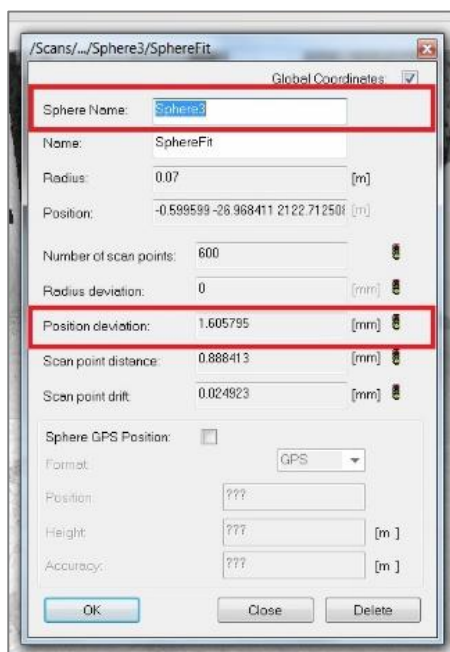 /Scans/.../Sphere3/SphereFit
Global Coordinates:
Sphere Name: Sphere3
Name: SphereFit
Radius: 0.07 [m]
Position: -0.599599 -26.968411 2122.712508 [m]
Number of scan points: 600
Radius deviation: 0 [mm]
Position deviation: 1.605795 [mm]
Scan point distance: 0.888413 [mm]
Scan point drift: 0.024923 [mm]
Sphere GPS Position:
Format: GPS
Position: ???
Height: ??? [m ]
Accuracy: ??? [m ]
OK Close Delete